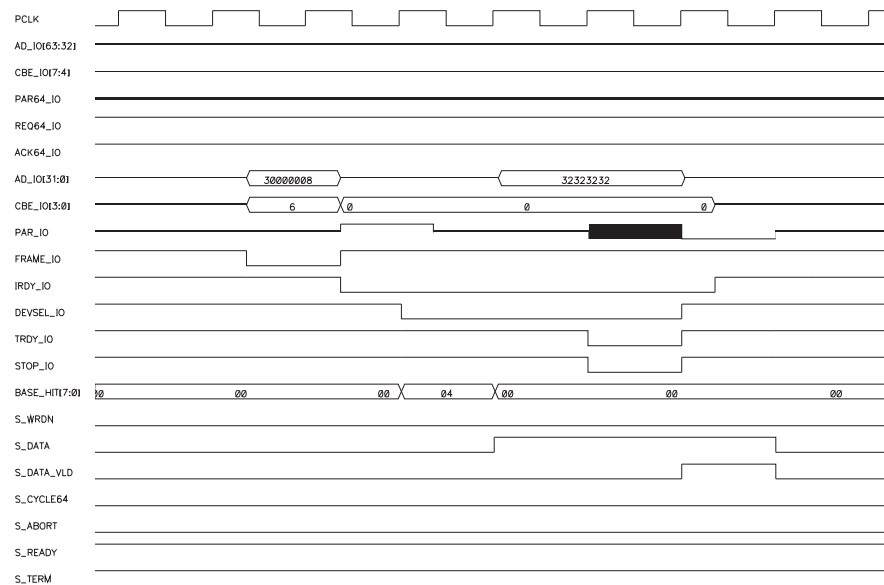 PCLK
AD_IO[63:32]
CBE_IO[7:4]
PAR64_IO
REQ64_IO
ACK64_IO
AD_IO[31:0] 30000008 32323232
CBE_IO[3:0] 6 0 0 0
PAR_IO
FRAME_IO
IRDY_IO
DEVSEL_IO
TRDY_IO
STOP_IO
BASE_HIT[7:0] 00 00 00 04 00 00 00
S_WRDN
S_DATA
S_DATA_VLD
S_CYCLE64
S_ABORT
S_READY
S_TERM